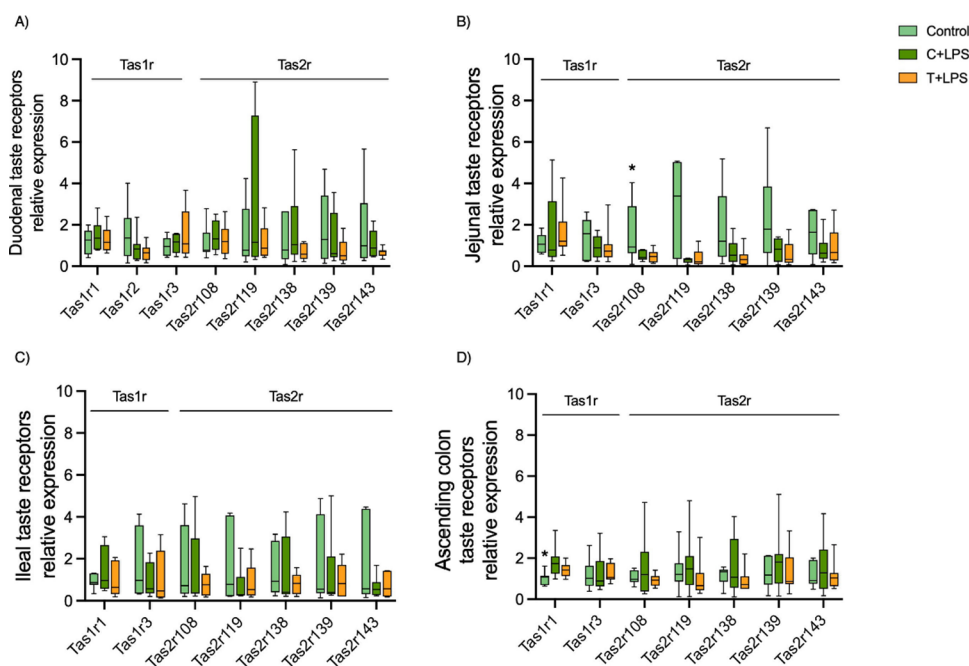 A)
Duodenal taste receptors
relative expression
10
8
6
4
2
0
Tas1r
Tas2r
Tas1r1
Tas1r2
Tas1r3
Tas2r108
Tas2r119
Tas2r138
Tas2r139
Tas2r143
B)
Jejunal taste receptors
relative expression
10
8
6
4
2
0
Tas1r
Tas2r
*
Tas1r1
Tas1r3
Tas2r108
Tas2r119
Tas2r138
Tas2r139
Tas2r143
Control
C+LPS
T+LPS
C)
Ileal taste receptors
relative expression
10
8
6
4
2
0
Tas1r
Tas2r
Tas1r1
Tas1r3
Tas2r108
Tas2r119
Tas2r138
Tas2r139
Tas2r143
D)
Ascending colon
taste receptors
relative expression
10
8
6
4
2
0
Tas1r
Tas2r
*
Tas1r1
Tas1r3
Tas2r108
Tas2r119
Tas2r138
Tas2r139
Tas2r143